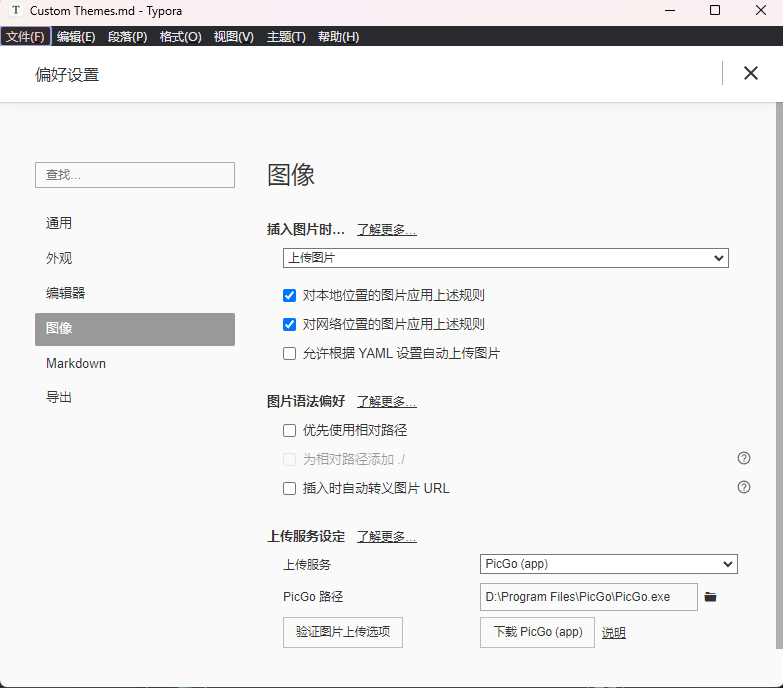 T Custom Themes.md - Typora
文件(F) 编辑(E) 段落(P) 格式(O) 视图(V) 主题(T) 帮助(H)
偏好设置
查找...
通用
外观
编辑器
图像
Markdown
导出
图像
插入图片时... 了解更多...
上传图片
对本地位置的图片应用上述规则
对网络位置的图片应用上述规则
允许根据 YAML 设置自动上传图片
图片语法偏好 了解更多...
优先使用相对路径
为相对路径添加 ./
插入时自动转义图片 URL
上传服务设定 了解更多...
上传服务 PicGo (app)
PicGo 路径 D:\Program Files\PicGo\PicGo.exe
验证图片上传选项 下载 PicGo (app) 说明